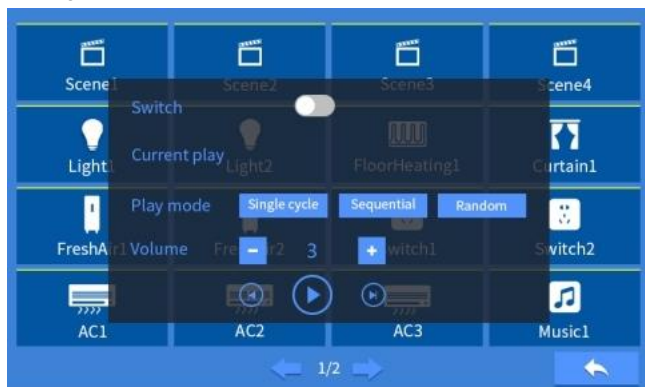 Scene1 Scene2 Scene3 Scene4
Switch
Light1 Light2 FloorHeating1 Curtain1
Current play
Play mode Single cycle Sequential Random
FreshAir1 FreshAir2 Switch1 Switch2
Volume - 3 +
AC1 AC2 AC3 Music1
1/2